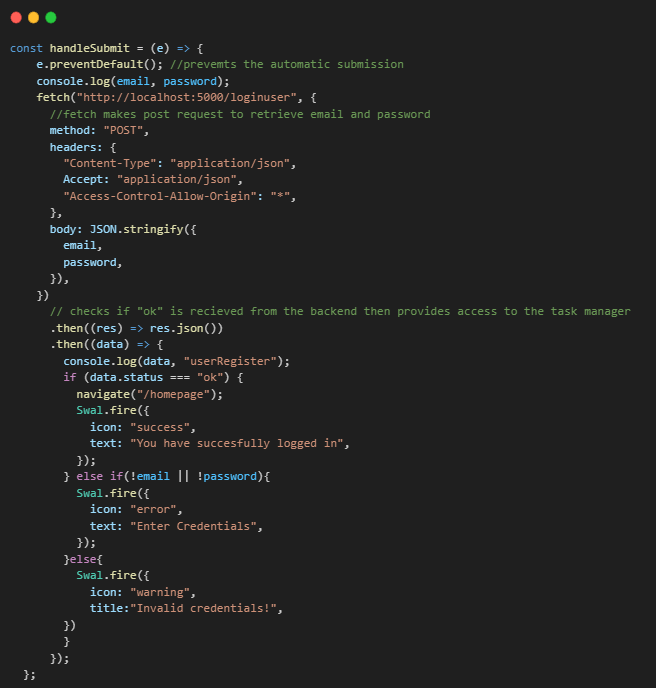 const handleSubmit = (e) => {
    e.preventDefault(); //prevemts the automatic submission
    console.log(email, password);
    fetch("http://localhost:5000/loginuser", {
      //fetch makes post request to retrieve email and password
      method: "POST",
      headers: {
        "Content-Type": "application/json",
        Accept: "application/json",
        "Access-Control-Allow-Origin": "*",
      },
      body: JSON.stringify({
        email,
        password,
      }),
    })
      // checks if "ok" is recieved from the backend then provides access to the task manager
      .then((res) => res.json())
      .then((data) => {
        console.log(data, "userRegister");
        if (data.status === "ok") {
          navigate("/homepage");
          Swal.fire({
            icon: "success",
            text: "You have succesfully logged in",
          });
        } else if(!email || !password){
          Swal.fire({
            icon: "error",
            text: "Enter Credentials",
          });
        }else{
          Swal.fire({
            icon: "warning",
            title:"Invalid credentials!",
        })
        }
      });
  };